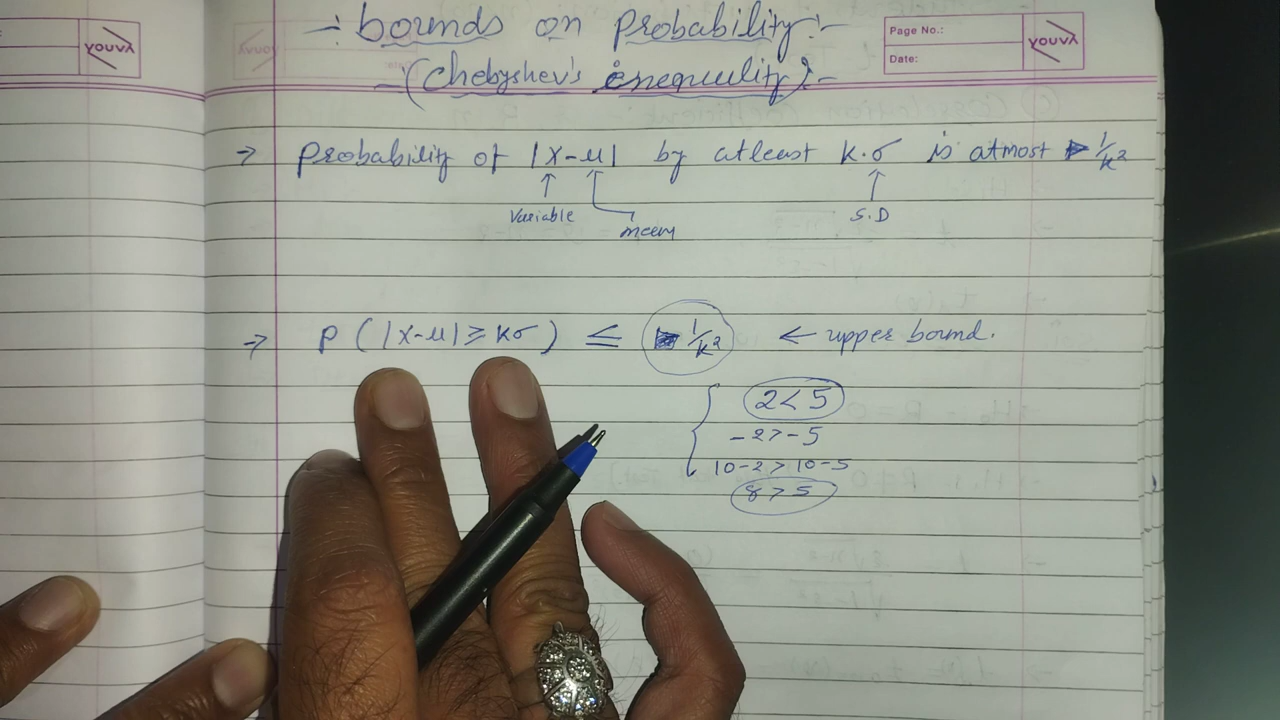 -: bounds on Probability :-
Page No.:
Date:
youva
youva
-(Chebyshev's inequality):-
→ Probability of |X-μ| by atleast k.σ is atmost 1/k²
Variable
mean
S.D
→ P (|X-μ| ≥ kσ) ≤ 1/k² ← upper bound.
2 < 5
-2 > -5
10-2 > 10-5
8 > 5